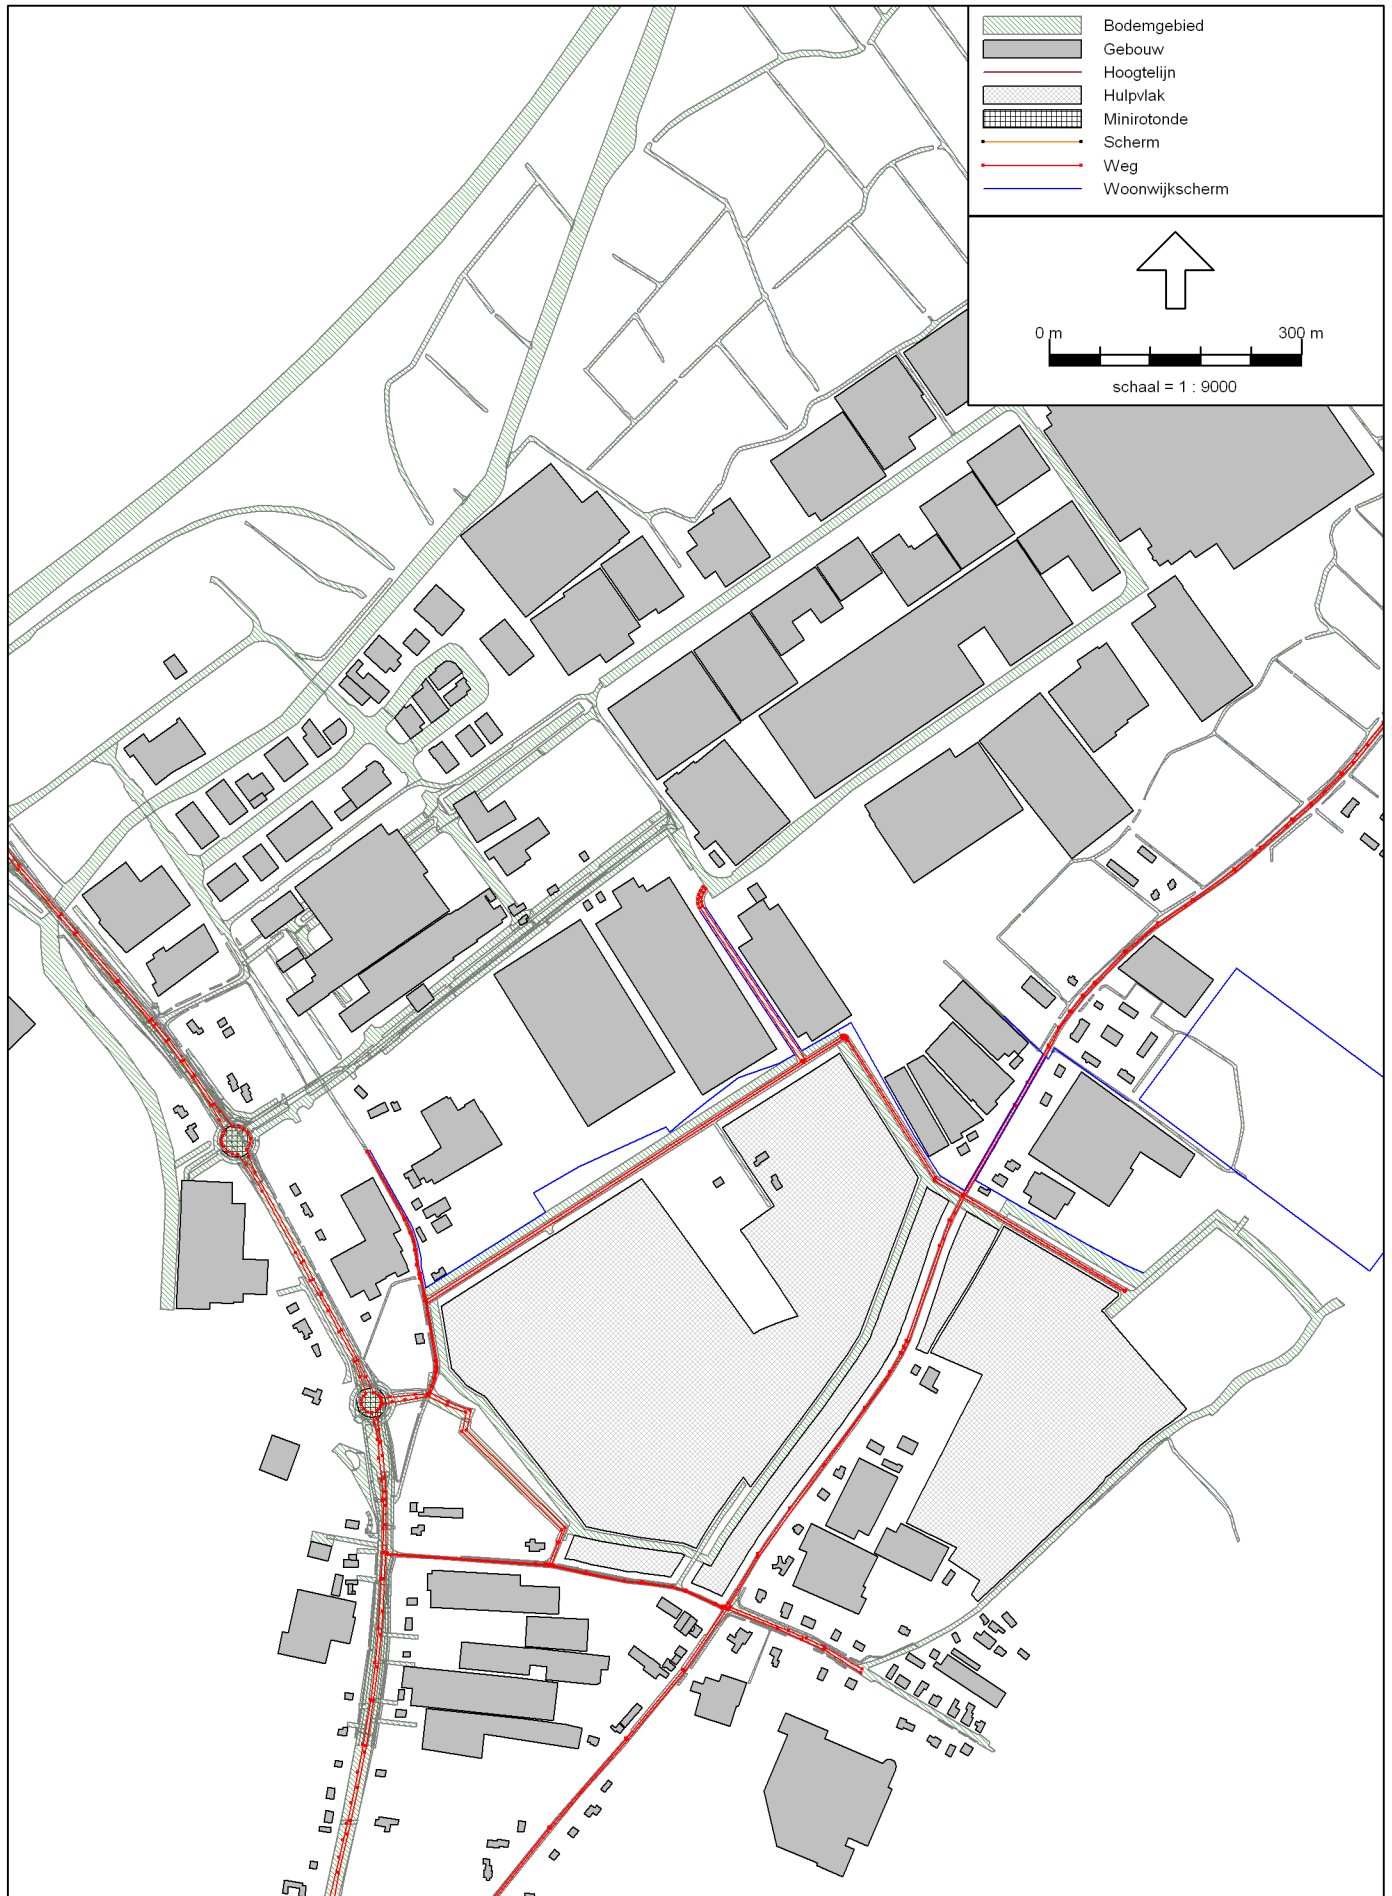 Bodemgebied
Gebouw
Hoogtelijn
Hulpvlak
Minirotonde
Scherm
Weg
Woonwijkscherm
0 m 300 m
schaal = 1 : 9000